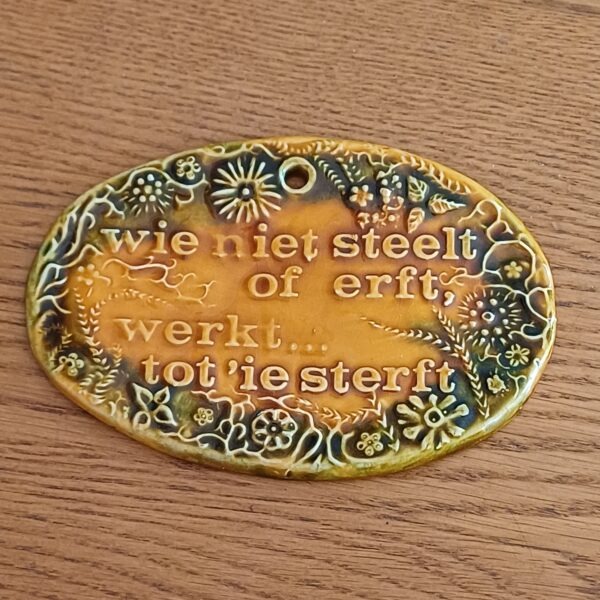 wie niet steelt
of erft,
werkt...
tot 'ie sterft